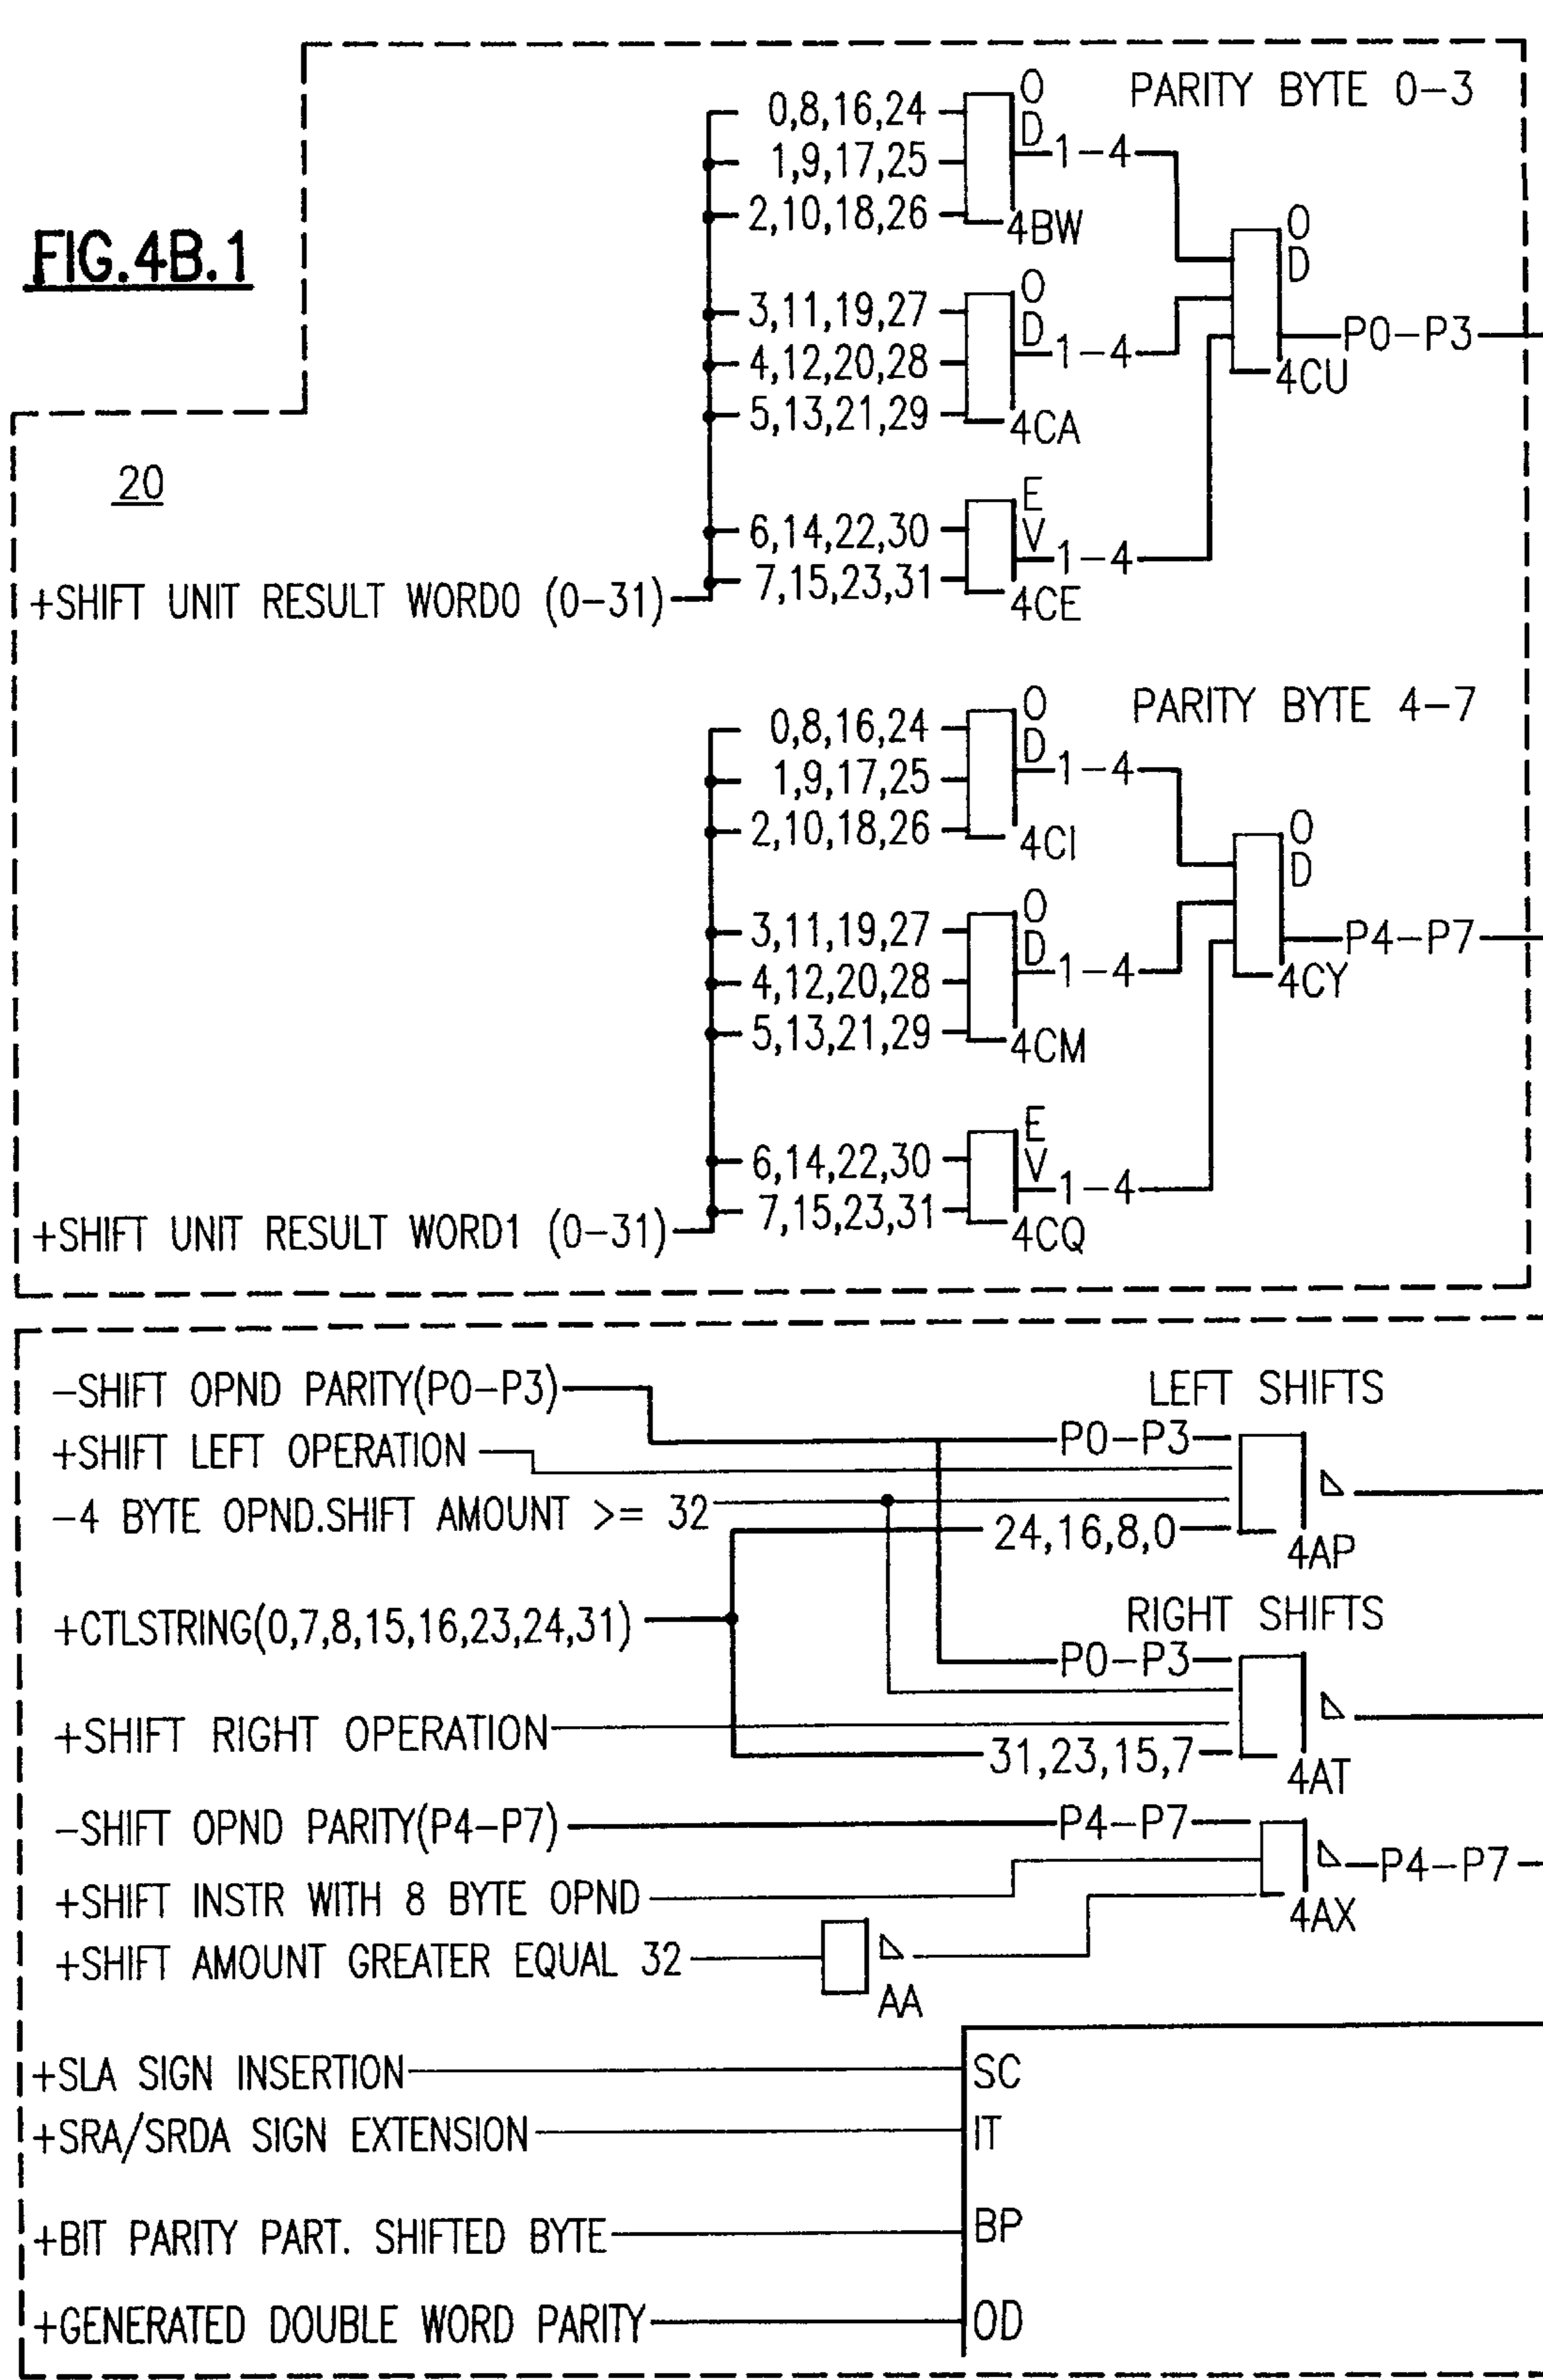 FIG.4B.1
20
PARITY BYTE 0-3
0,8,16,24
1,9,17,25
2,10,18,26
O
D
1-4
4BW
3,11,19,27
4,12,20,28
5,13,21,29
O
D
1-4
4CA
6,14,22,30
7,15,23,31
E
V
1-4
4CE
O
D
P0-P3
4CU
+SHIFT UNIT RESULT WORD0 (0-31)
PARITY BYTE 4-7
0,8,16,24
1,9,17,25
2,10,18,26
O
D
1-4
4CI
3,11,19,27
4,12,20,28
5,13,21,29
O
D
1-4
4CM
6,14,22,30
7,15,23,31
E
V
1-4
4CQ
O
D
P4-P7
4CY
+SHIFT UNIT RESULT WORD1 (0-31)
-SHIFT OPND PARITY(P0-P3)
LEFT SHIFTS
P0-P3
+SHIFT LEFT OPERATION
-4 BYTE OPND.SHIFT AMOUNT >= 32
24,16,8,0
4AP
+CTLSTRING(0,7,8,15,16,23,24,31)
RIGHT SHIFTS
P0-P3
+SHIFT RIGHT OPERATION
31,23,15,7
4AT
-SHIFT OPND PARITY(P4-P7)
P4-P7
P4-P7
+SHIFT INSTR WITH 8 BYTE OPND
4AX
+SHIFT AMOUNT GREATER EQUAL 32
AA
+SLA SIGN INSERTION
SC
+SRA/SRDA SIGN EXTENSION
IT
+BIT PARITY PART. SHIFTED BYTE
BP
+GENERATED DOUBLE WORD PARITY
OD